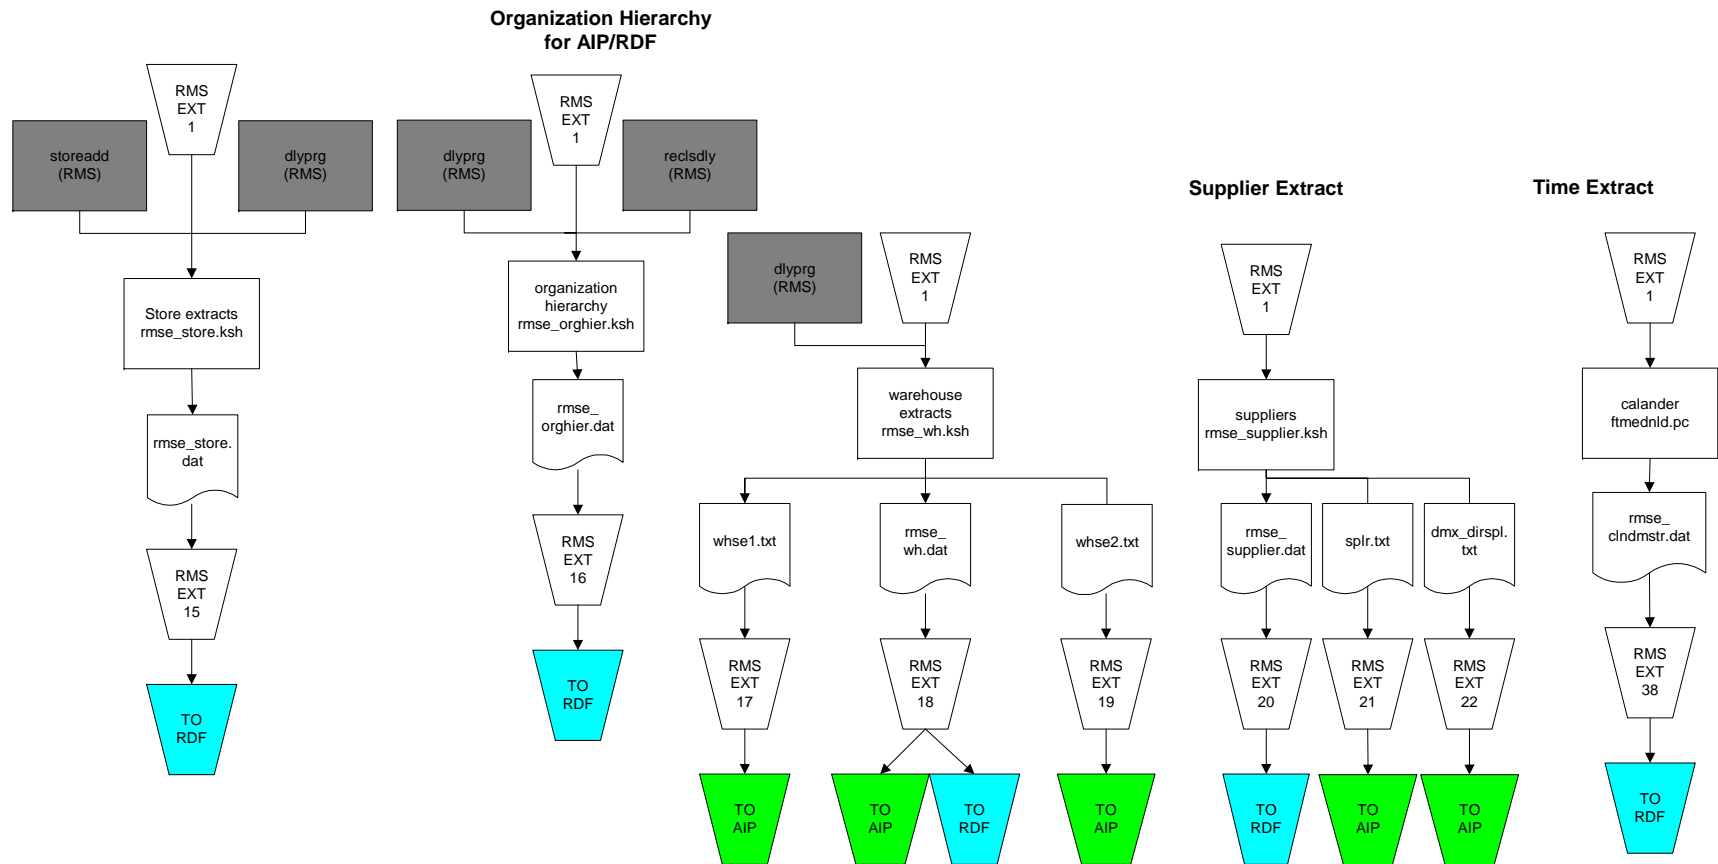 Organization Hierarchy
for AIP/RDF
RMS
EXT
1
storeadd
(RMS)
dlyprg
(RMS)
Store extracts
rmse_store.ksh
rmse_store.
dat
RMS
EXT
15
TO
RDF
RMS
EXT
1
dlyprg
(RMS)
reclsdly
(RMS)
organization
hierarchy
rmse_orghier.ksh
rmse_
orghier.dat
RMS
EXT
16
TO
RDF
dlyprg
(RMS)
RMS
EXT
1
warehouse
extracts
rmse_wh.ksh
whse1.txt
rmse_
wh.dat
whse2.txt
RMS
EXT
17
RMS
EXT
18
RMS
EXT
19
TO
AIP
TO
AIP
TO
RDF
TO
AIP
Supplier Extract
RMS
EXT
1
suppliers
rmse_supplier.ksh
rmse_
supplier.dat
splr.txt
dmx_dirspl.
txt
RMS
EXT
20
RMS
EXT
21
RMS
EXT
22
TO
RDF
TO
AIP
TO
AIP
Time Extract
RMS
EXT
1
calander
ftmednld.pc
rmse_
clndmstr.dat
RMS
EXT
38
TO
RDF